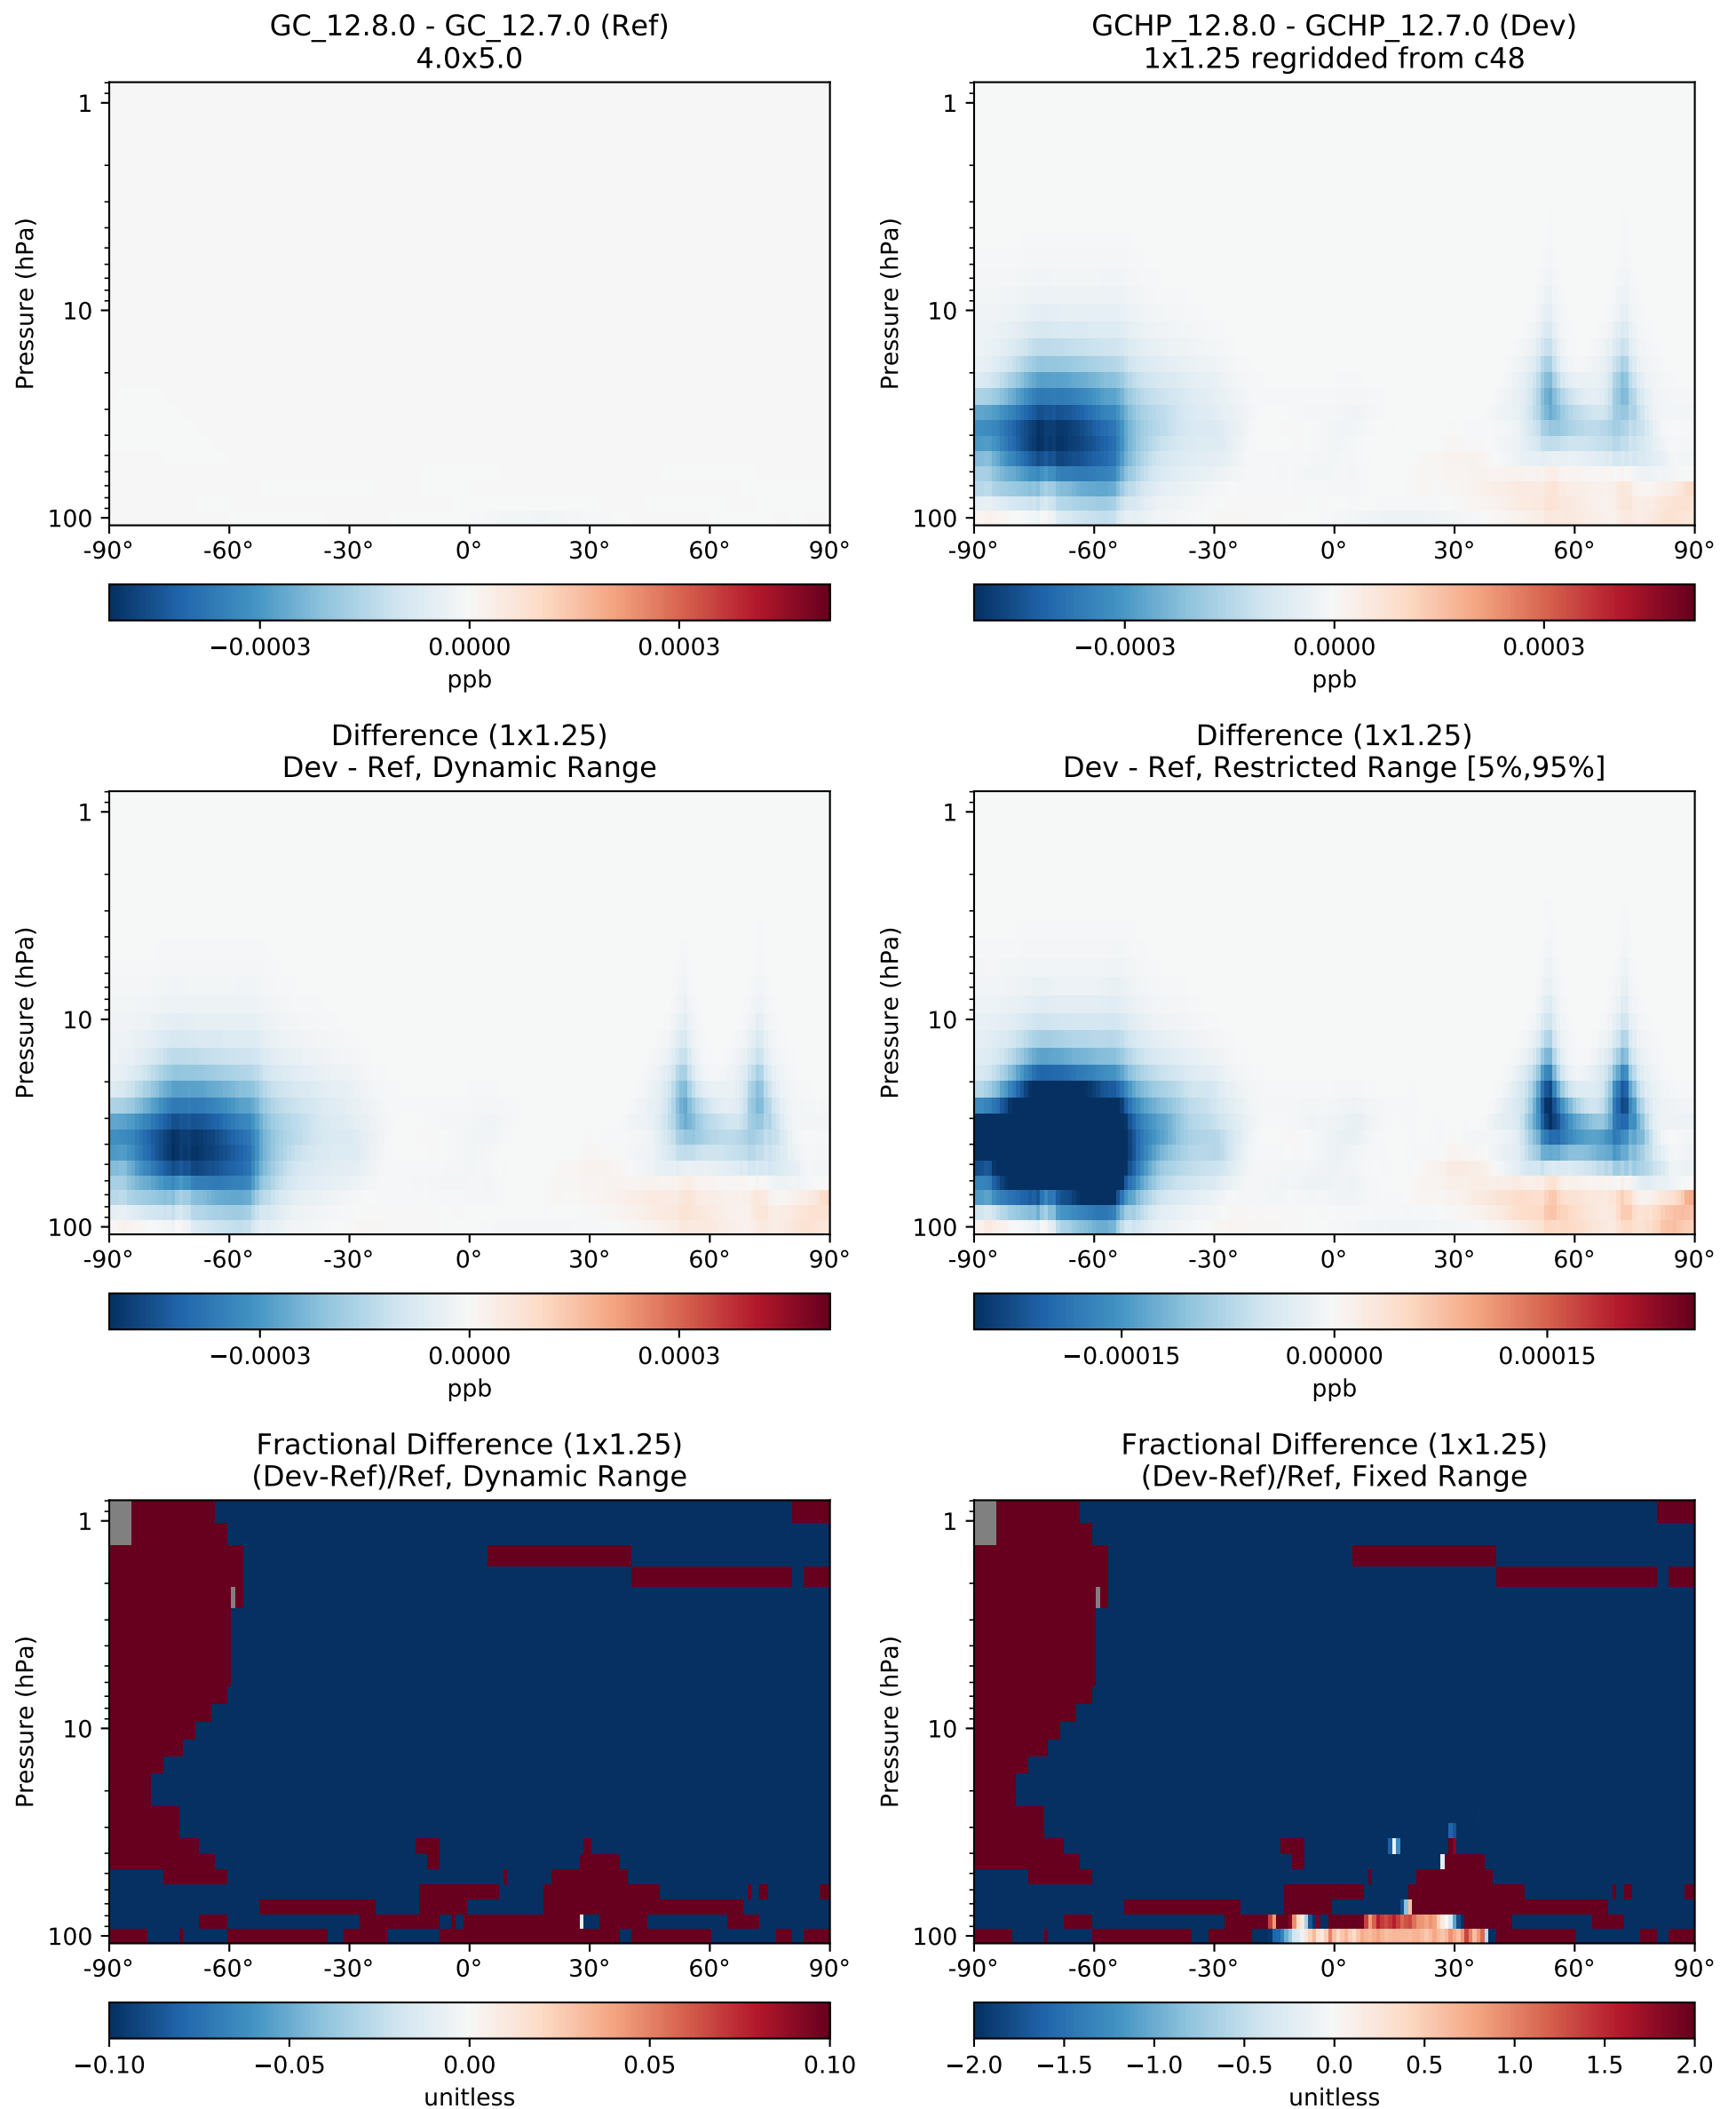 GC_12.8.0 - GC_12.7.0 (Ref)
4.0x5.0
Pressure (hPa)
1
10
100
-90° -60° -30° 0° 30° 60° 90°
−0.0003 0.0000 0.0003
ppb
GCHP_12.8.0 - GCHP_12.7.0 (Dev)
1x1.25 regridded from c48
Pressure (hPa)
1
10
100
-90° -60° -30° 0° 30° 60° 90°
−0.0003 0.0000 0.0003
ppb
Difference (1x1.25)
Dev - Ref, Dynamic Range
Pressure (hPa)
1
10
100
-90° -60° -30° 0° 30° 60° 90°
−0.0003 0.0000 0.0003
ppb
Difference (1x1.25)
Dev - Ref, Restricted Range [5%,95%]
Pressure (hPa)
1
10
100
-90° -60° -30° 0° 30° 60° 90°
−0.00015 0.00000 0.00015
ppb
Fractional Difference (1x1.25)
(Dev-Ref)/Ref, Dynamic Range
Pressure (hPa)
1
10
100
-90° -60° -30° 0° 30° 60° 90°
−0.10 −0.05 0.00 0.05 0.10
unitless
Fractional Difference (1x1.25)
(Dev-Ref)/Ref, Fixed Range
Pressure (hPa)
1
10
100
-90° -60° -30° 0° 30° 60° 90°
−2.0 −1.5 −1.0 −0.5 0.0 0.5 1.0 1.5 2.0
unitless